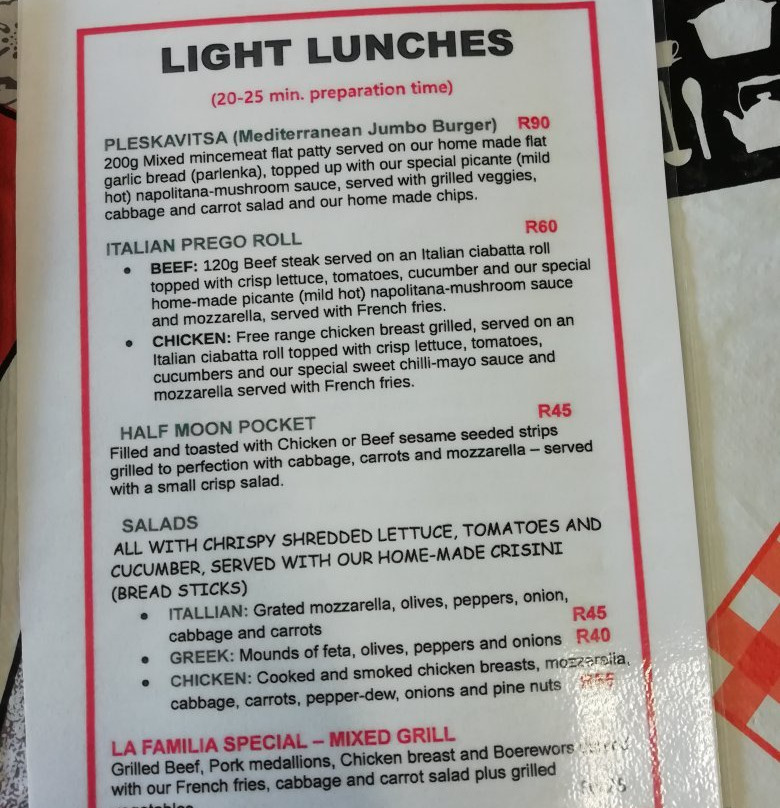 LIGHT LUNCHES
(20-25 min. preparation time)
PLESKAVITSA (Mediterranean Jumbo Burger) R90
200g Mixed mincemeat flat patty served on our home made flat
garlic bread (parlenka), topped up with our special picante (mild
hot) napolitana-mushroom sauce, served with grilled veggies,
cabbage and carrot salad and our home made chips.
ITALIAN PREGO ROLL R60
• BEEF: 120g Beef steak served on an Italian ciabatta roll
topped with crisp lettuce, tomatoes, cucumber and our special
home-made picante (mild hot) napolitana-mushroom sauce
and mozzarella, served with French fries.
• CHICKEN: Free range chicken breast grilled, served on an
Italian ciabatta roll topped with crisp lettuce, tomatoes,
cucumbers and our special sweet chilli-mayo sauce and
mozzarella served with French fries.
HALF MOON POCKET R45
Filled and toasted with Chicken or Beef sesame seeded strips
grilled to perfection with cabbage, carrots and mozzarella – served
with a small crisp salad.
SALADS
ALL WITH CHRISPY SHREDDED LETTUCE, TOMATOES AND
CUCUMBER, SERVED WITH OUR HOME-MADE CRISINI
(BREAD STICKS)
• ITALLIAN: Grated mozzarella, olives, peppers, onion,
cabbage and carrots R45
• GREEK: Mounds of feta, olives, peppers and onions R40
• CHICKEN: Cooked and smoked chicken breasts, mozzarella,
cabbage, carrots, pepper-dew, onions and pine nuts
LA FAMILIA SPECIAL – MIXED GRILL
Grilled Beef, Pork medallions, Chicken breast and Boerewors
with our French fries, cabbage and carrot salad plus grilled